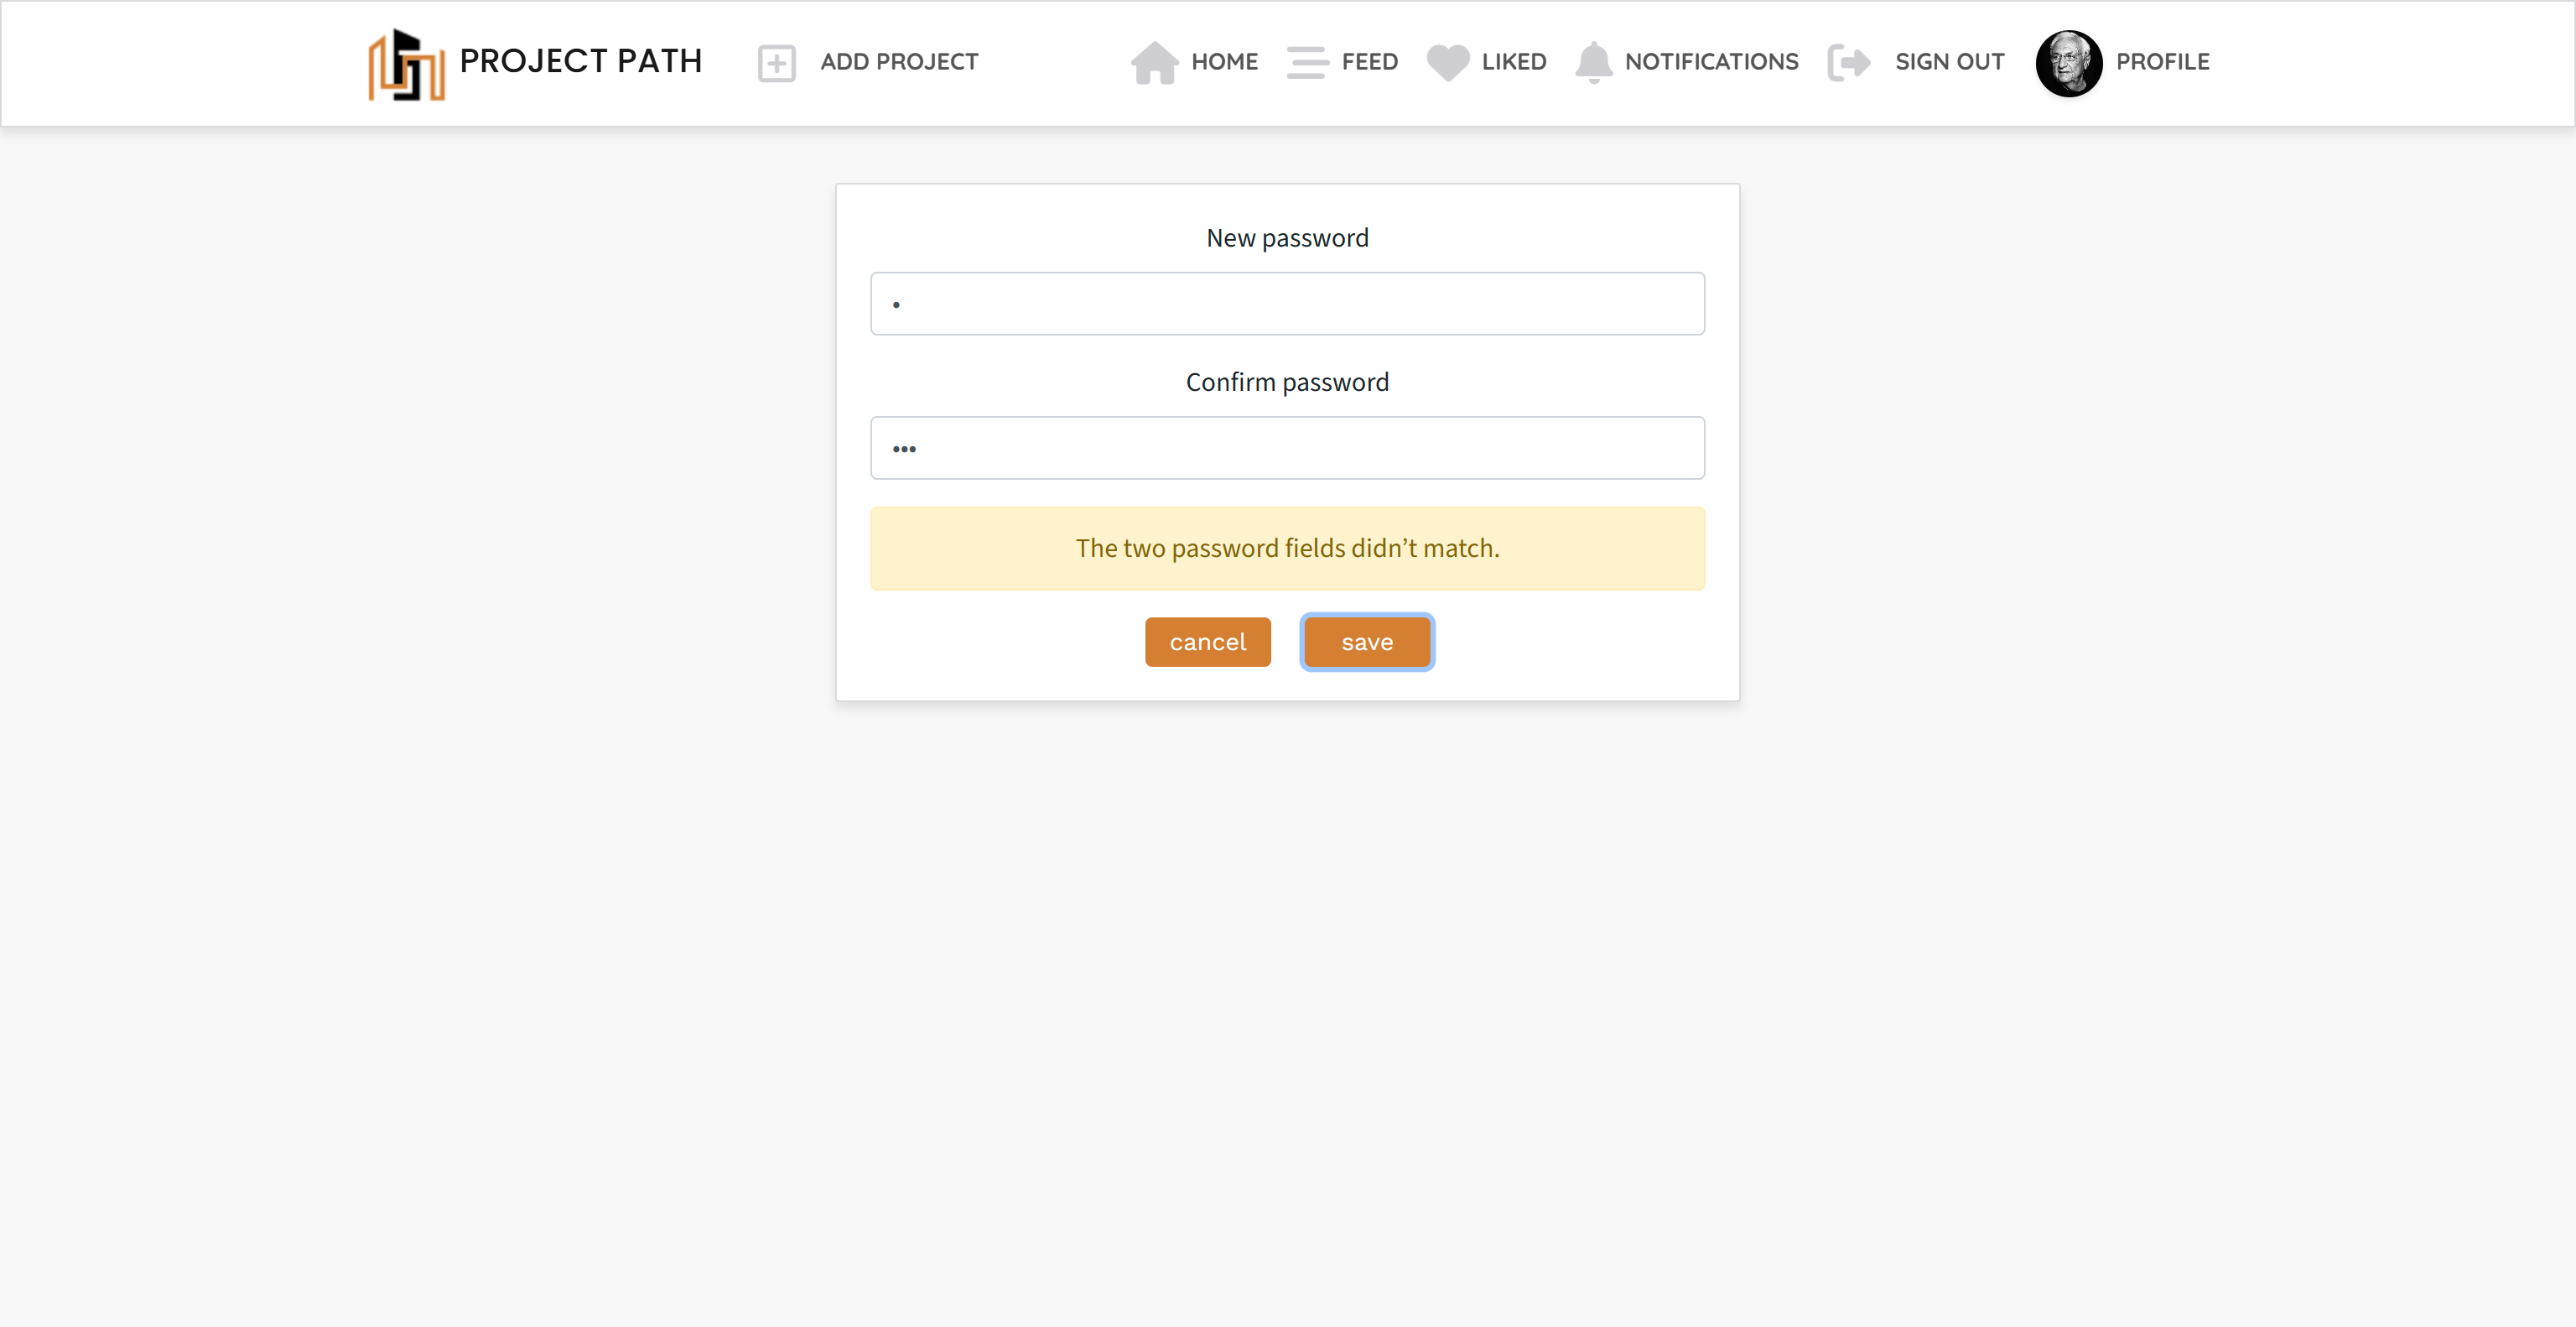 PROJECT PATH
ADD PROJECT
HOME
FEED
LIKED
NOTIFICATIONS
SIGN OUT
PROFILE
New password
•
Confirm password
•••
The two password fields didn’t match.
cancel
save